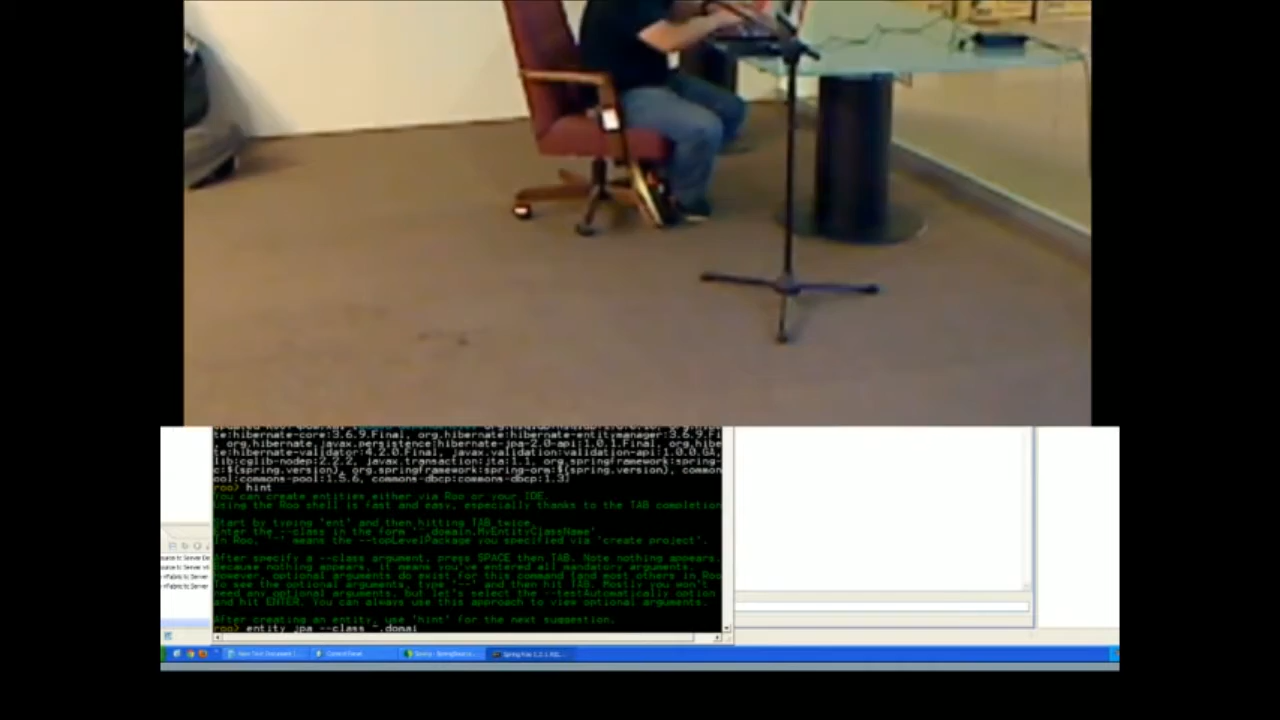 te:hibernate-core:3.6.9.Final, org.hibernate:hibernate-entitymanager:3.6.9.Fi
, org.hibernate.javax.persistence:hibernate-jpa-2.0-api:1.0.1.Final, org.hibe
te:hibernate-validator:4.2.0.Final, javax.validation:validation-api:1.0.0.GA,
lib:cglib-nodep:2.2.2, javax.transaction:jta:1.1, org.springframework:spring-
c:${spring.version}, org.springframework:spring-orm:${spring.version}, common
ool:commons-pool:1.5.6, commons-dbcp:commons-dbcp:1.3)
roo> hint
You can create entities either via Roo or your IDE.
Using the Roo shell is fast and easy, especially thanks to the TAB completion
Start by typing 'ent' and then hitting TAB twice.
Enter the --class in the form '~.domain.MyEntityClassName'
In Roo, '~' means the --topLevelPackage you specified via 'create project'.
After specify a --class argument, press SPACE then TAB. Note nothing appears
because nothing appears, it means you've entered all mandatory arguments.
However, optional arguments do exist for this command (and most others in Roo
To see the optional arguments, type '--' and then hit TAB. Mostly you won't
need any optional arguments, but let's select the --testAutomatically option
and hit ENTER. You can always use this approach to view optional arguments.
After creating an entity, use 'hint' for the next suggestion.
roo> entity jpa --class ~.domai
New Text Document
Control Panel